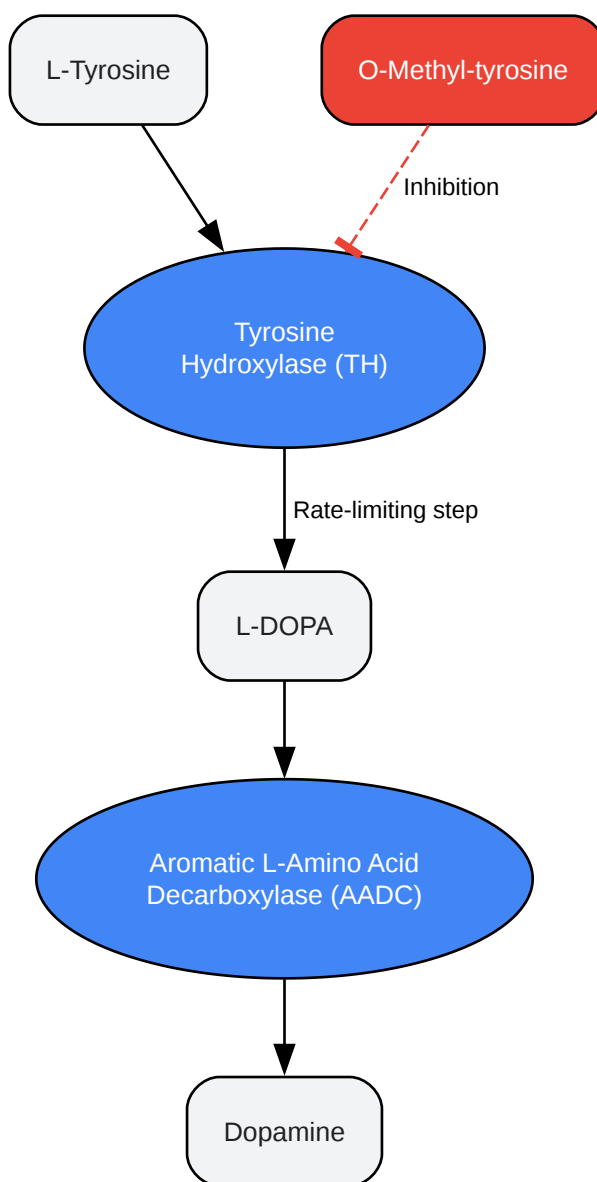 L-Tyrosine
O-Methyl-tyrosine
Inhibition
Tyrosine
Hydroxylase (TH)
Rate-limiting step
L-DOPA
Aromatic L-Amino Acid
Decarboxylase (AADC)
Dopamine